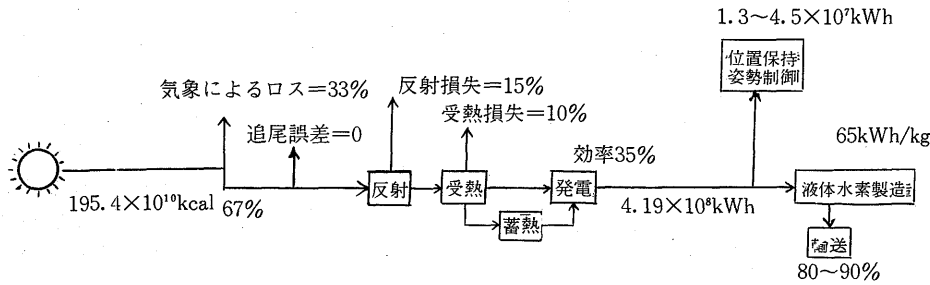 1.3～4.5×10⁷kWh
位置保持
姿勢制御
気象によるロス＝33%
反射損失＝15%
受熱損失＝10%
追尾誤差＝0
効率35%
65kWh/kg
反射
受熱
発電
液体水素製造
195.4×10¹⁰kcal
67%
蓄熱
4.19×10⁸kWh
送
80～90%